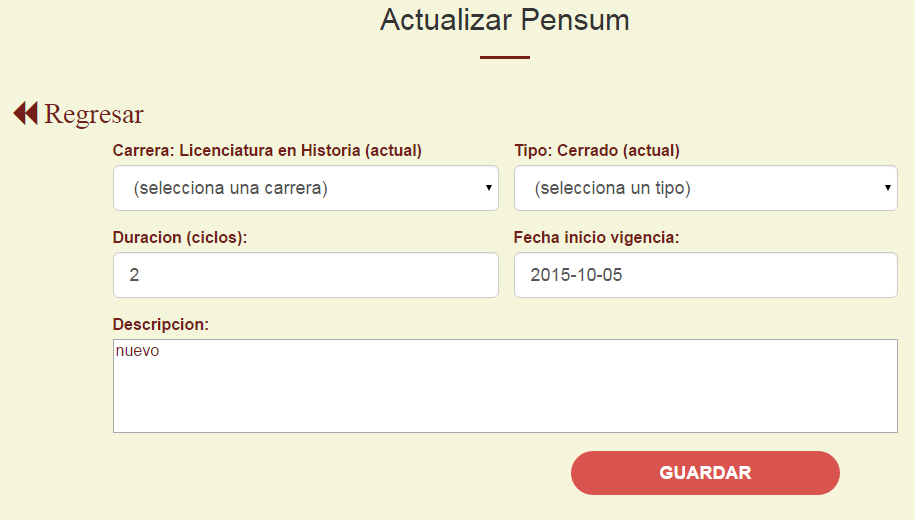 Actualizar Pensum
Regresar
Carrera: Licenciatura en Historia (actual)
Tipo: Cerrado (actual)
(selecciona una carrera)
(selecciona un tipo)
Duracion (ciclos):
Fecha inicio vigencia:
2
2015-10-05
Descripcion:
nuevo
GUARDAR